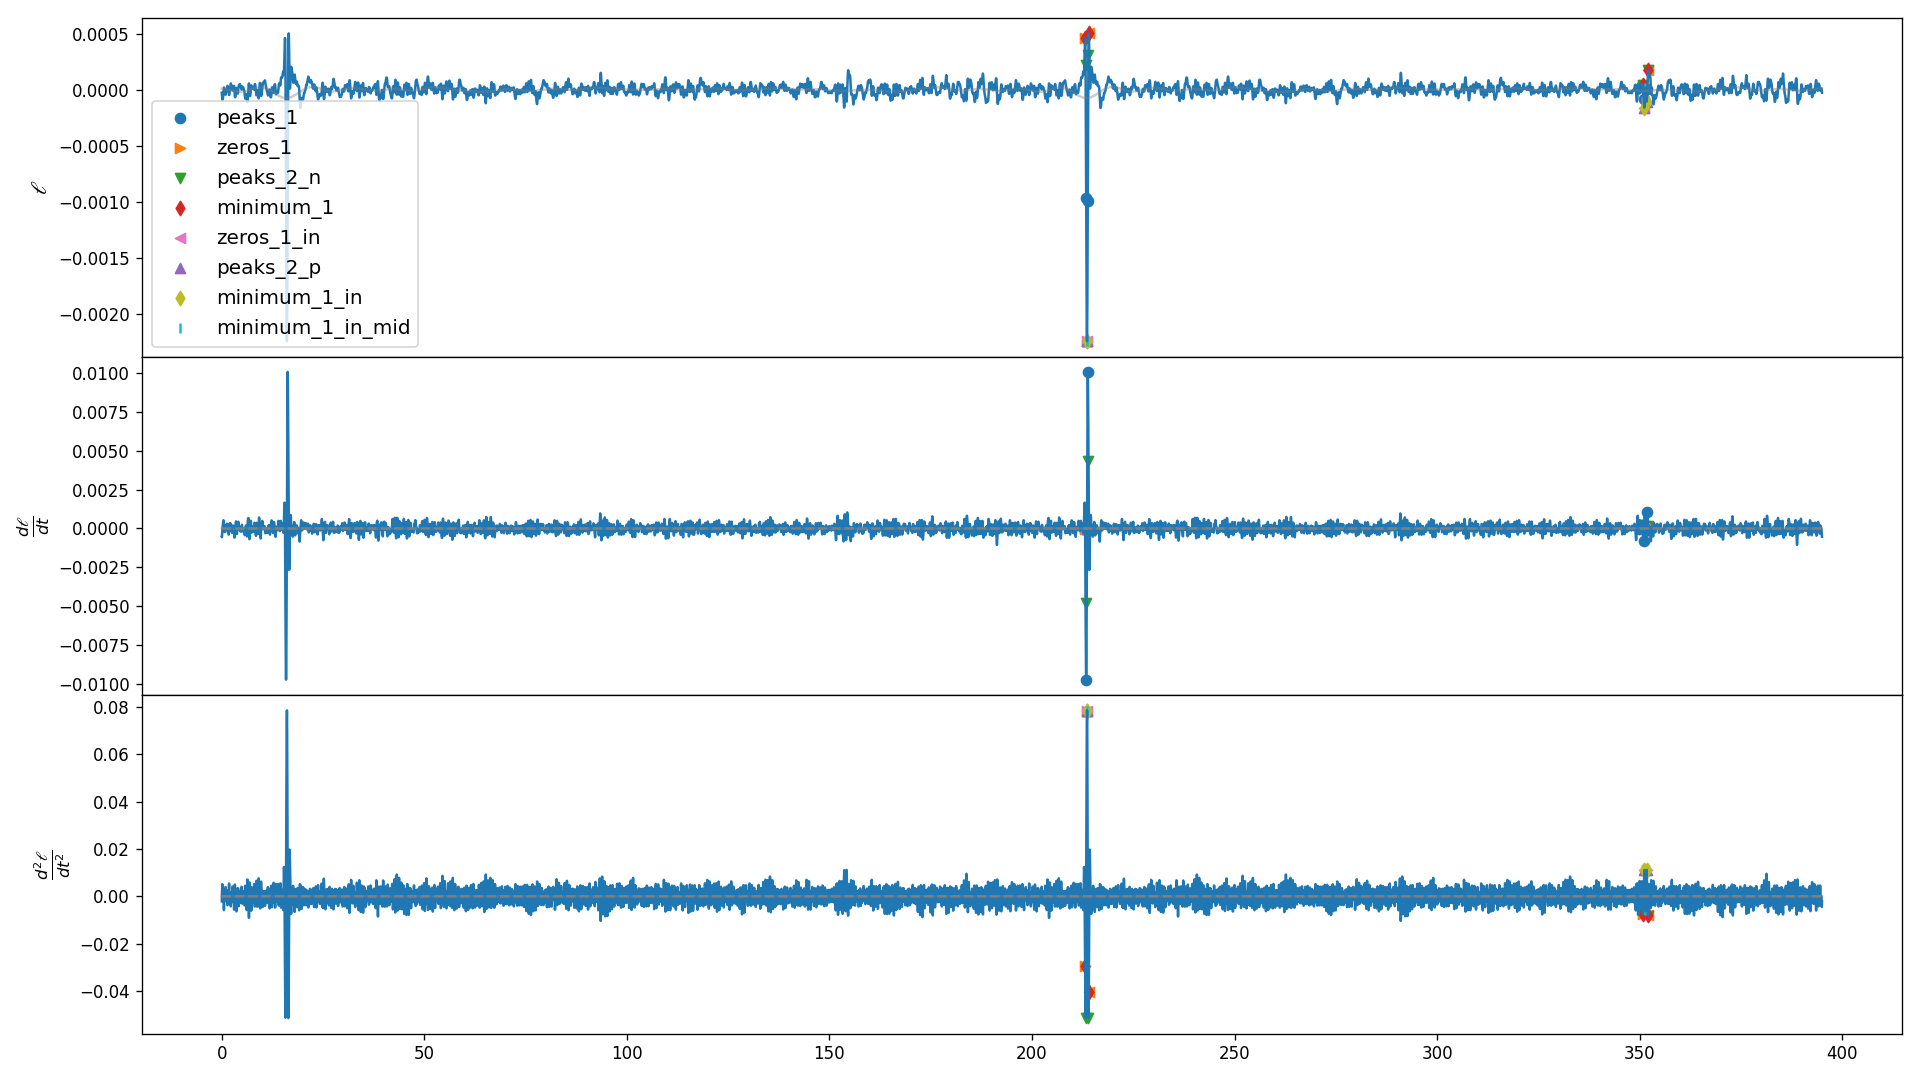 0.0005
0.0000
−0.0005
−0.0010
−0.0015
−0.0020
ℓ
peaks_1
zeros_1
peaks_2_n
minimum_1
zeros_1_in
peaks_2_p
minimum_1_in
minimum_1_in_mid
0.0100
0.0075
0.0050
0.0025
0.0000
−0.0025
−0.0050
−0.0075
−0.0100
dℓ/dt
0.08
0.06
0.04
0.02
0.00
−0.02
−0.04
d²ℓ/dt²
0 50 100 150 200 250 300 350 400